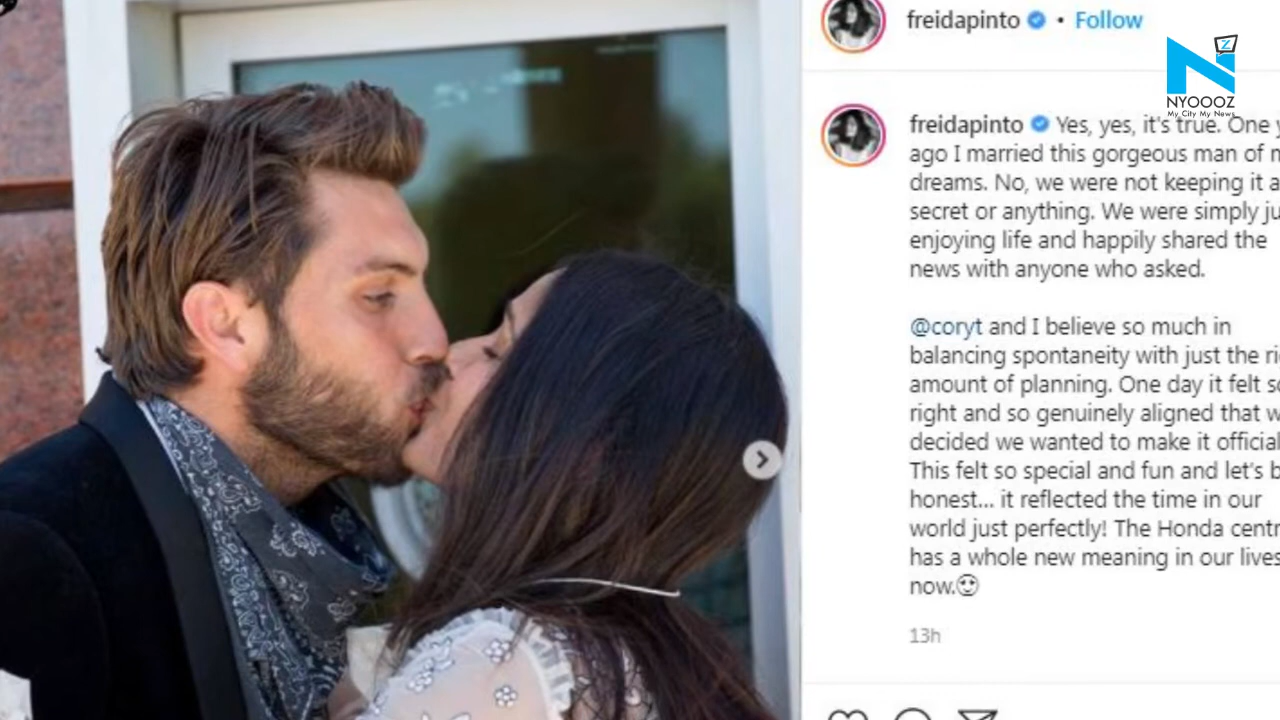 freidapinto • Follow
NYOOOZ
My City My News
freidapinto Yes, yes, it's true. One y
ago I married this gorgeous man of m
dreams. No, we were not keeping it a
secret or anything. We were simply ju
enjoying life and happily shared the
news with anyone who asked.
@coryt and I believe so much in
balancing spontaneity with just the ri
amount of planning. One day it felt so
right and so genuinely aligned that w
decided we wanted to make it official
This felt so special and fun and let's b
honest... it reflected the time in our
world just perfectly! The Honda centr
has a whole new meaning in our lives
now.
13h